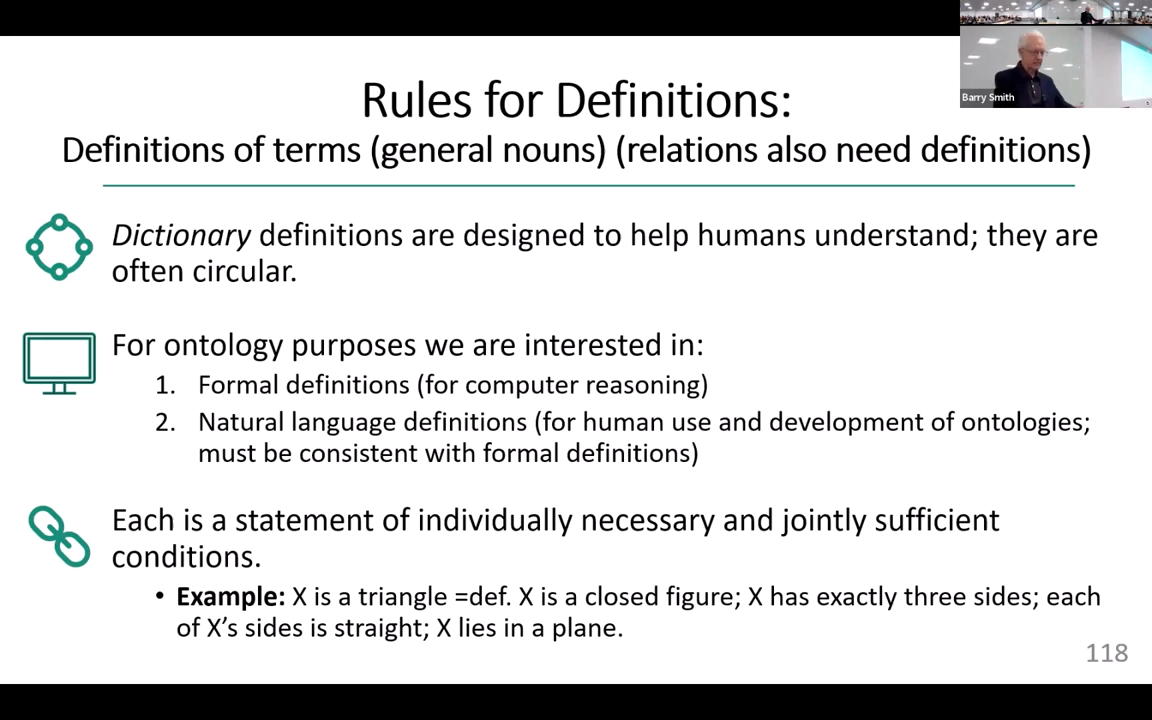 Barry Smith
Rules for Definitions:
Definitions of terms (general nouns) (relations also need definitions)
Dictionary definitions are designed to help humans understand; they are
often circular.
For ontology purposes we are interested in:
1. Formal definitions (for computer reasoning)
2. Natural language definitions (for human use and development of ontologies;
must be consistent with formal definitions)
Each is a statement of individually necessary and jointly sufficient
conditions.
• Example: X is a triangle =def. X is a closed figure; X has exactly three sides; each
of X’s sides is straight; X lies in a plane.
118